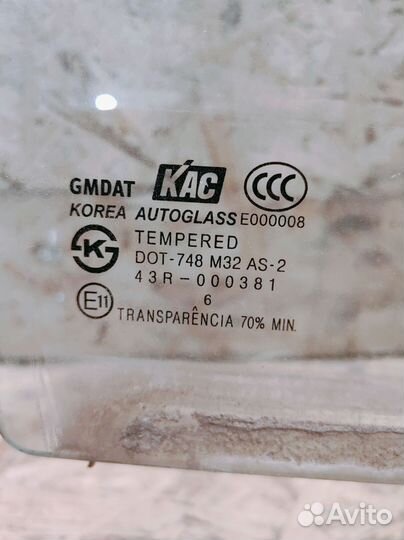 GMDAT KAC CCC
KOREA AUTOGLASS E000008
K S TEMPERED
DOT-748 M32 AS-2
43R-000381
6
E11 TRANSPARÊNCIA 70% MIN.
Avito